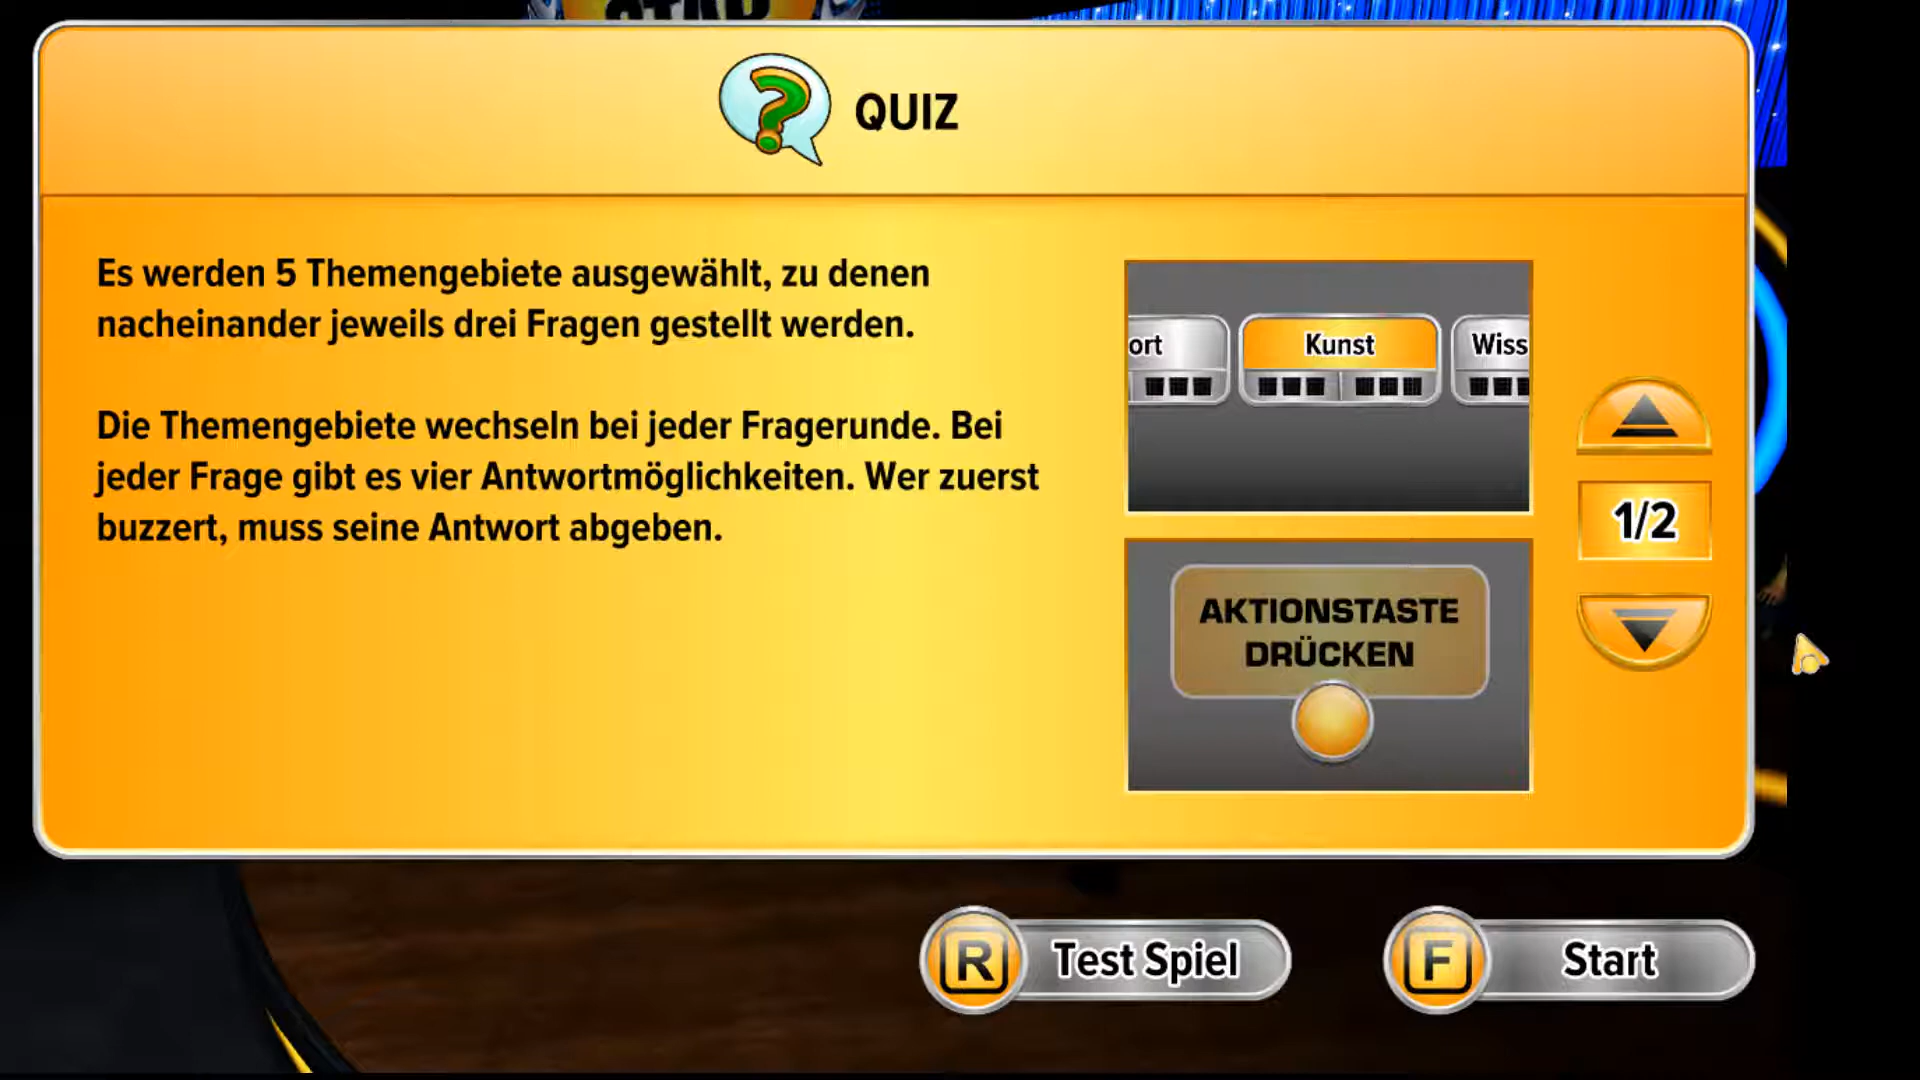 QUIZ
Es werden 5 Themengebiete ausgewählt, zu denen
nacheinander jeweils drei Fragen gestellt werden.
Die Themengebiete wechseln bei jeder Fragerunde. Bei
jeder Frage gibt es vier Antwortmöglichkeiten. Wer zuerst
buzzert, muss seine Antwort abgeben.
ort Kunst Wiss
AKTIONSTASTE
DRÜCKEN
1/2
R Test Spiel
F Start